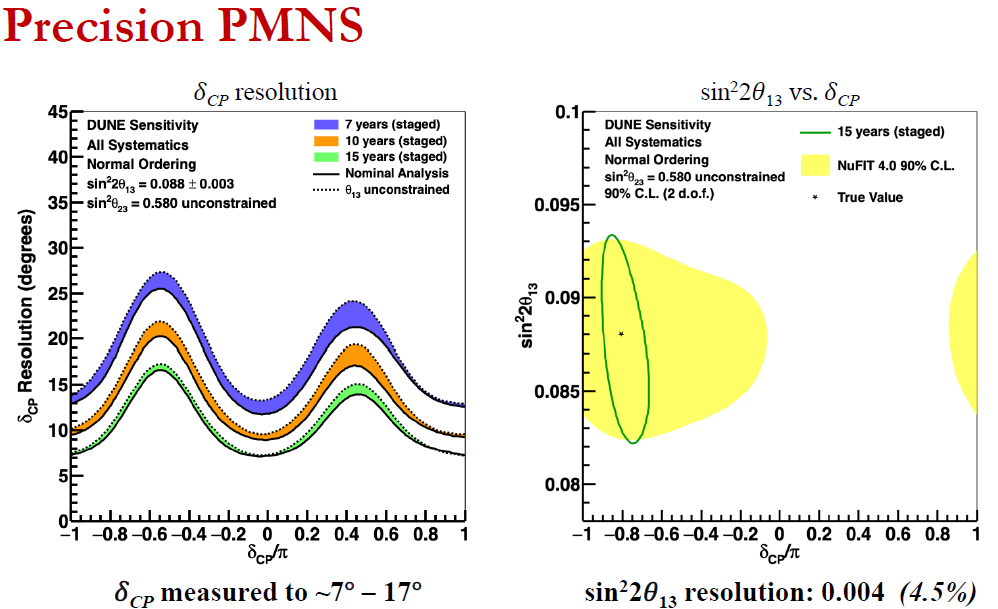 Precision PMNS
δCP resolution
45
40
35
30
25
20
15
10
5
0
δCP Resolution (degrees)
DUNE Sensitivity
All Systematics
Normal Ordering
sin²2θ₁₃ = 0.088 ± 0.003
sin²θ₂₃ = 0.580 unconstrained
7 years (staged)
10 years (staged)
15 years (staged)
Nominal Analysis
θ₁₃ unconstrained
−1 −0.8 −0.6 −0.4 −0.2 0 0.2 0.4 0.6 0.8 1
δCP/π
δCP measured to ~7° – 17°
sin²2θ₁₃ vs. δCP
0.1
0.095
0.09
0.085
0.08
sin²2θ₁₃
DUNE Sensitivity
All Systematics
Normal Ordering
sin²θ₂₃ = 0.580 unconstrained
90% C.L. (2 d.o.f.)
15 years (staged)
NuFIT 4.0 90% C.L.
True Value
−1 −0.8 −0.6 −0.4 −0.2 0 0.2 0.4 0.6 0.8 1
δCP/π
sin²2θ₁₃ resolution: 0.004 (4.5%)